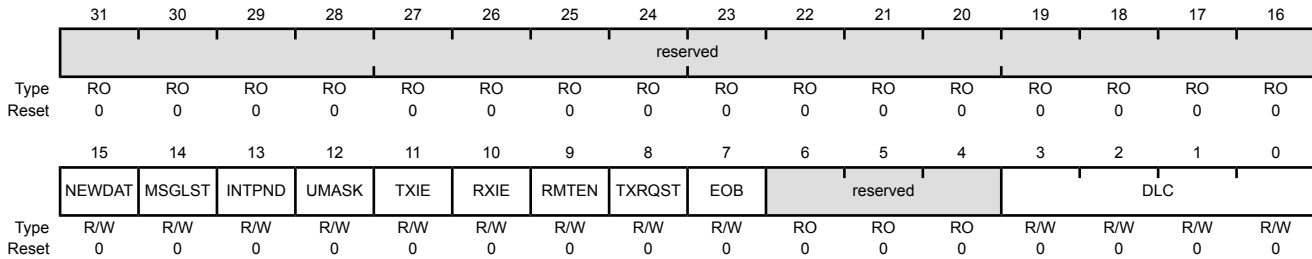 31 30 29 28 27 26 25 24 23 22 21 20 19 18 17 16
reserved
Type RO RO RO RO RO RO RO RO RO RO RO RO RO RO RO RO
Reset 0 0 0 0 0 0 0 0 0 0 0 0 0 0 0 0
15 14 13 12 11 10 9 8 7 6 5 4 3 2 1 0
NEWDAT MSGLST INTPND UMASK TXIE RXIE RMTEN TXRQST EOB reserved DLC
Type R/W R/W R/W R/W R/W R/W R/W R/W R/W RO RO RO R/W R/W R/W R/W
Reset 0 0 0 0 0 0 0 0 0 0 0 0 0 0 0 0